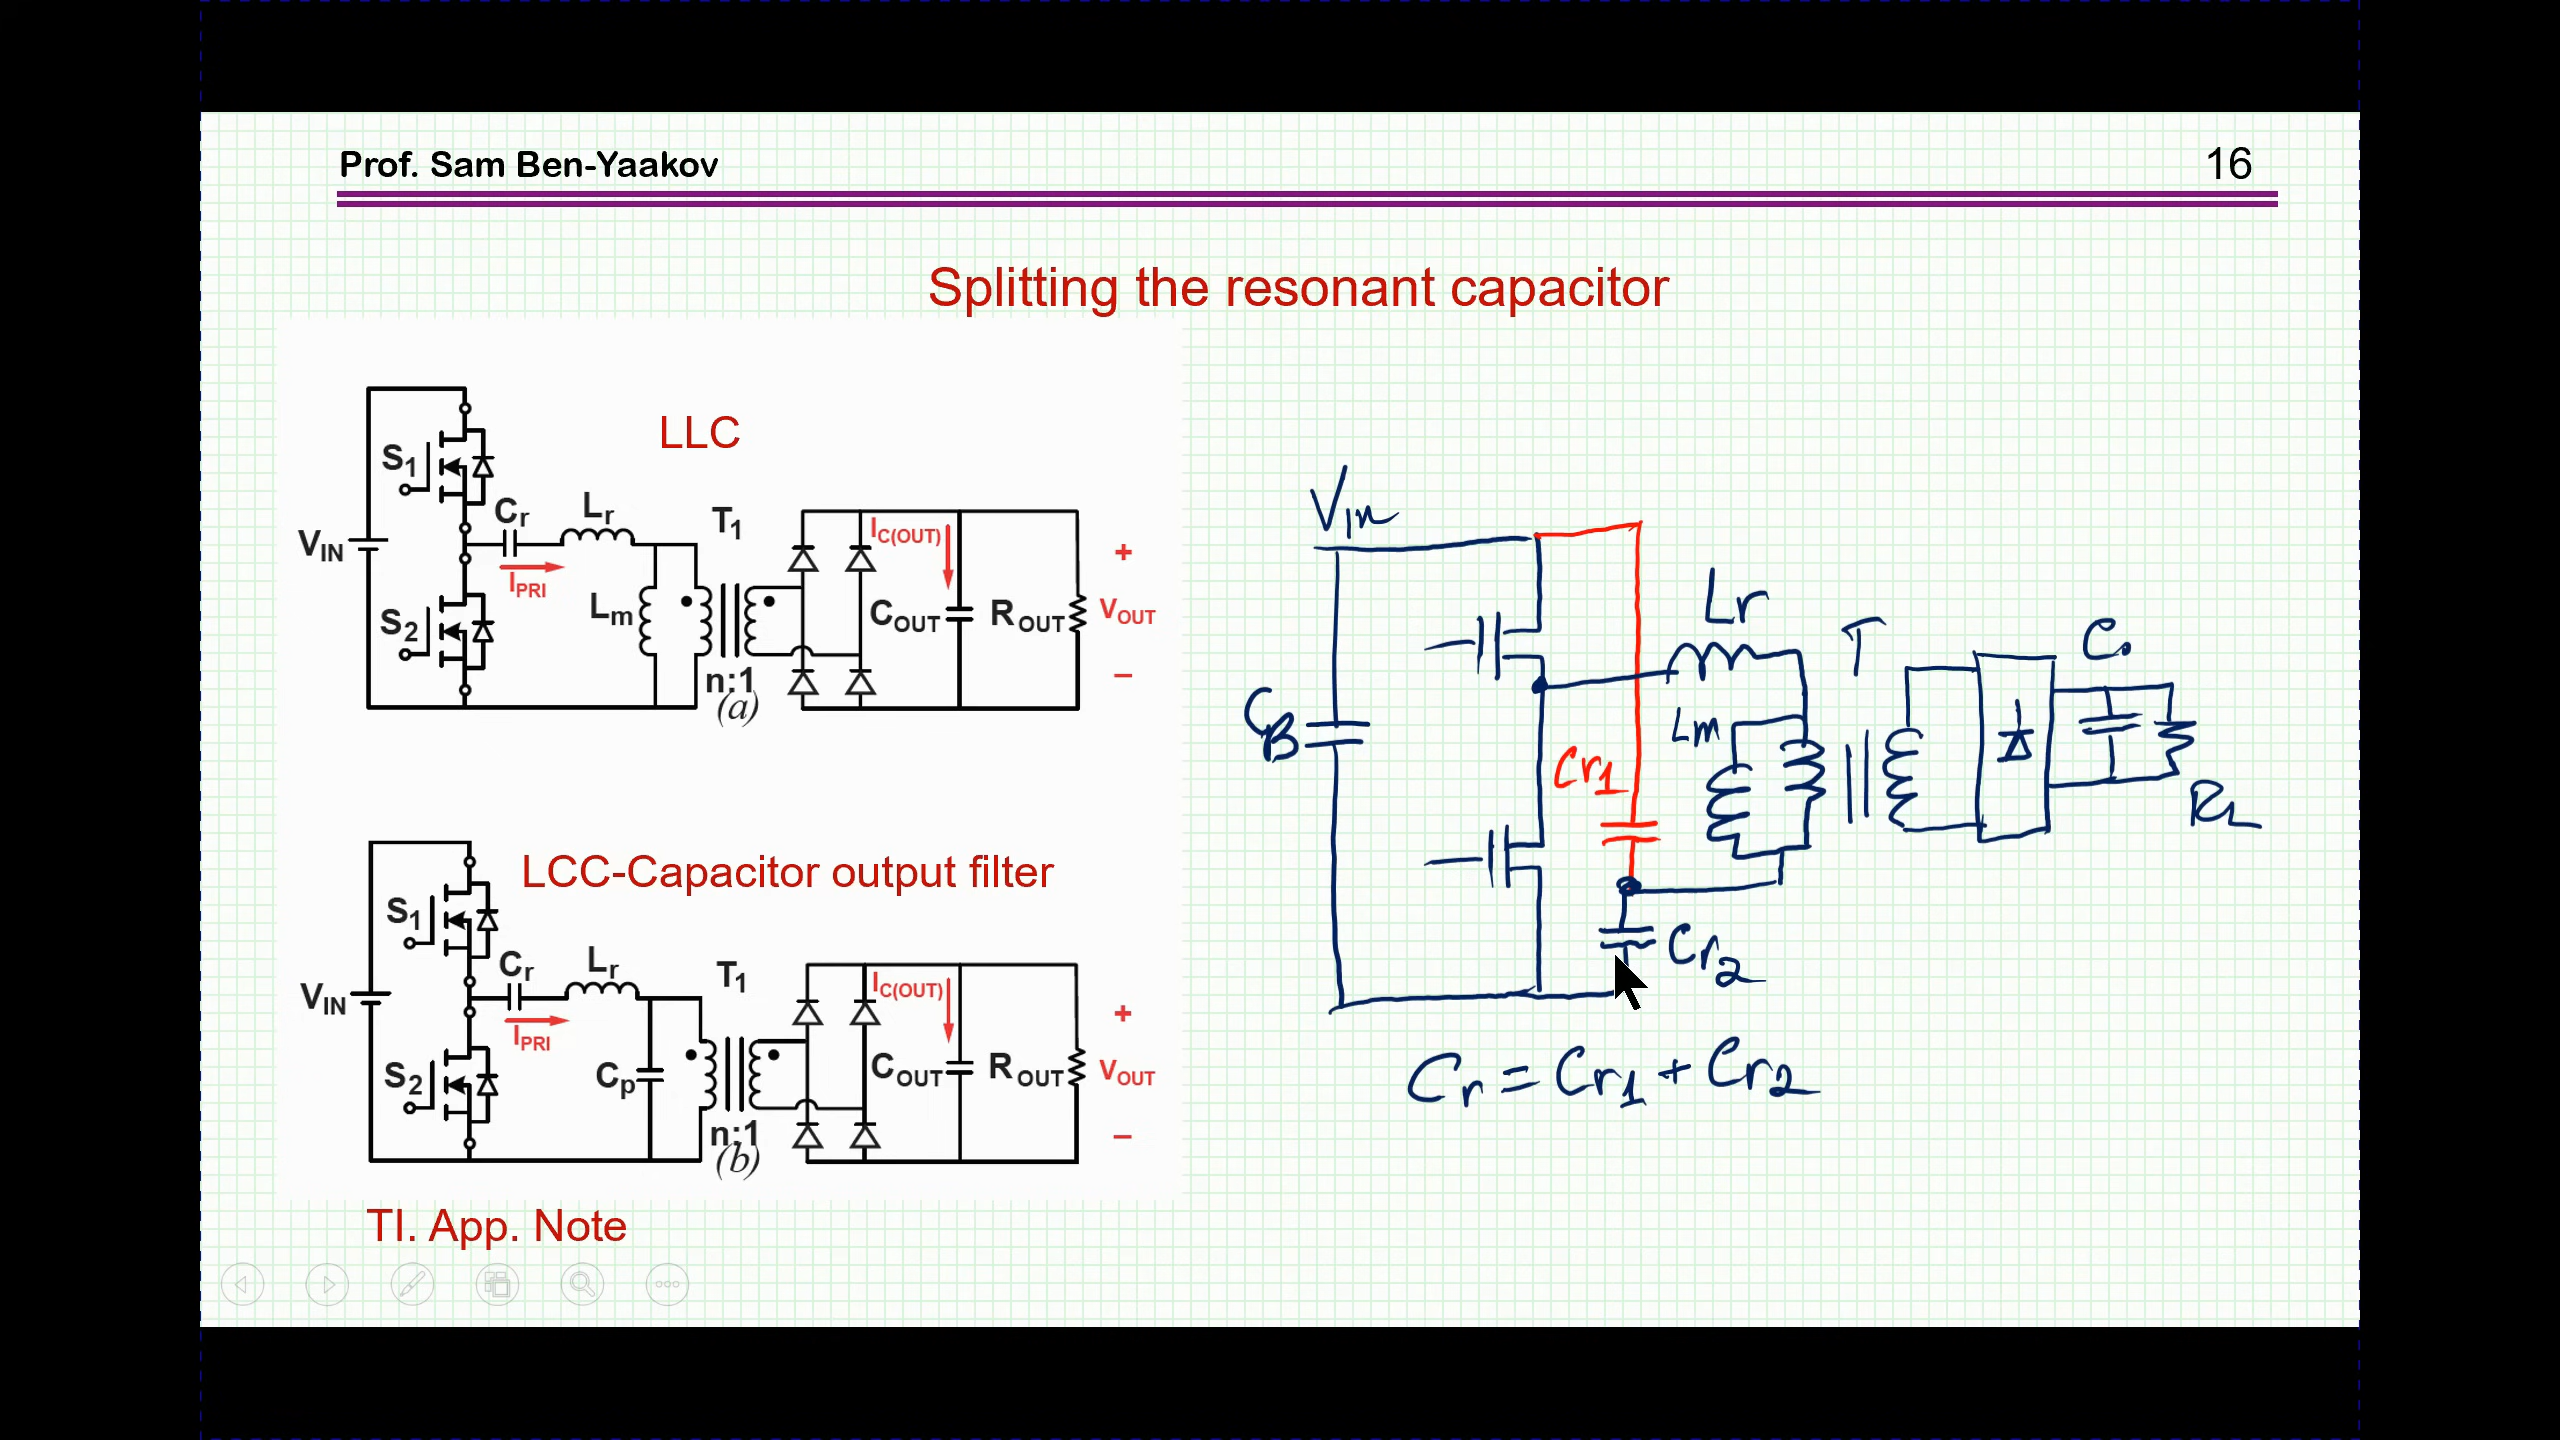 Prof. Sam Ben-Yaakov
16
Splitting the resonant capacitor
LLC
S1
Cr
Lr
T1
VIN
IPRI
IC(OUT)
+
S2
Lm
COUT
ROUT
VOUT
n:1
−
(a)
LCC-Capacitor output filter
S1
Cr
Lr
T1
VIN
IPRI
IC(OUT)
+
S2
Cp
COUT
ROUT
VOUT
n:1
−
(b)
TI. App. Note
Vin
Lr
T
Co
Lm
CB
Cr1
RL
Cr2
Cr = Cr1 + Cr2